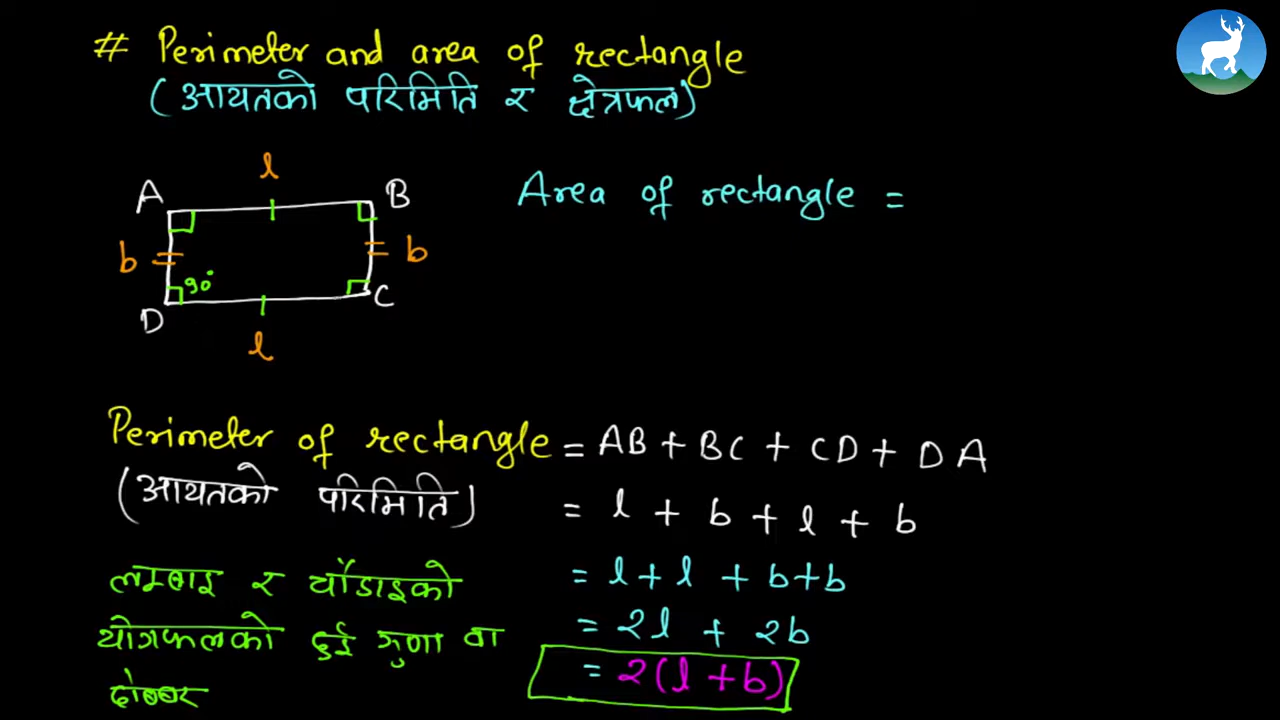 # Perimeter and area of rectangle
(आयतको परिमिति र क्षेत्रफल)
l
A
B
Area of rectangle =
b
b
90°
D
C
l
Perimeter of rectangle = AB + BC + CD + DA
(आयतको परिमिति)
= l + b + l + b
लम्बाइ र चौंडाइको
= l + l + b + b
योगफलको दुई गुणा वा
= 2l + 2b
दोब्बर
= 2(l + b)